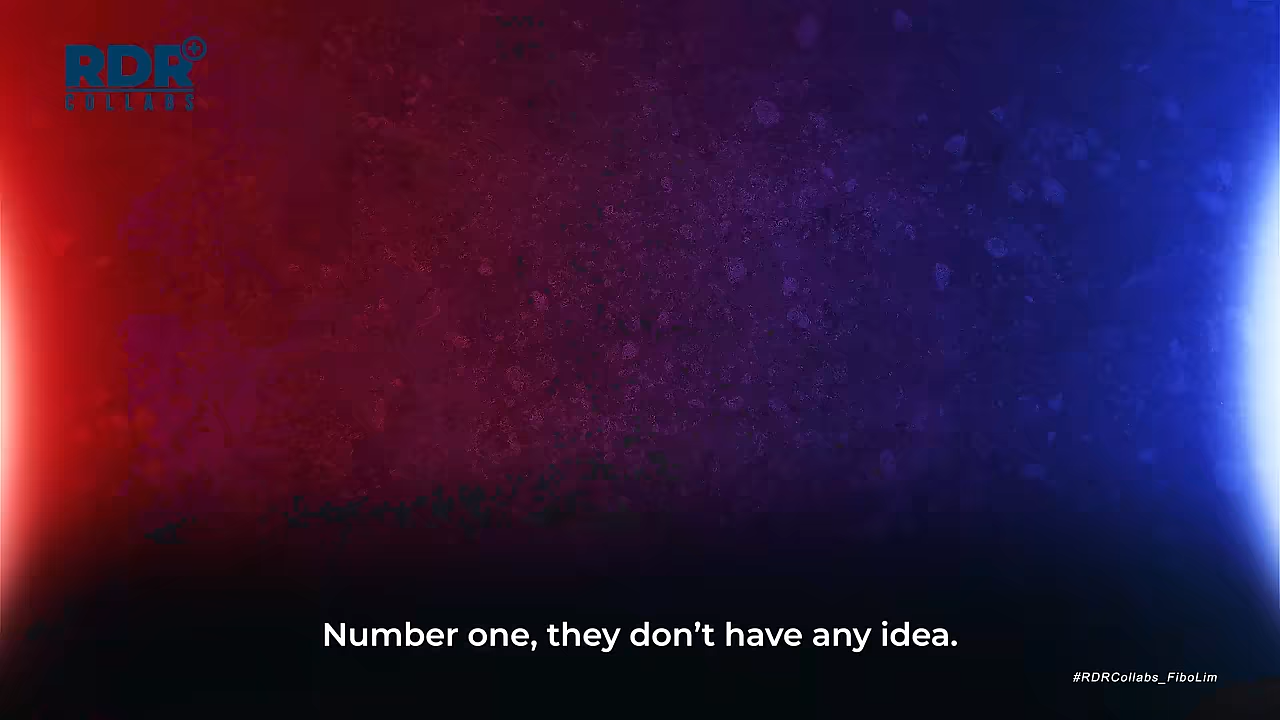 RDR+
COLLABS
Number one, they don’t have any idea.
#RDRCollabs_FiboLim